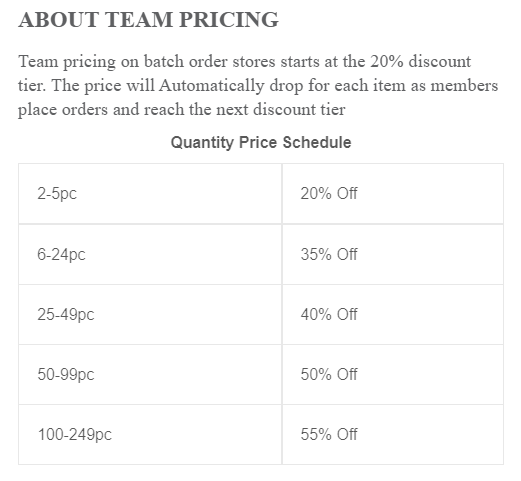 ABOUT TEAM PRICING
Team pricing on batch order stores starts at the 20% discount
tier. The price will Automatically drop for each item as members
place orders and reach the next discount tier
Quantity Price Schedule
2-5pc 20% Off
6-24pc 35% Off
25-49pc 40% Off
50-99pc 50% Off
100-249pc 55% Off